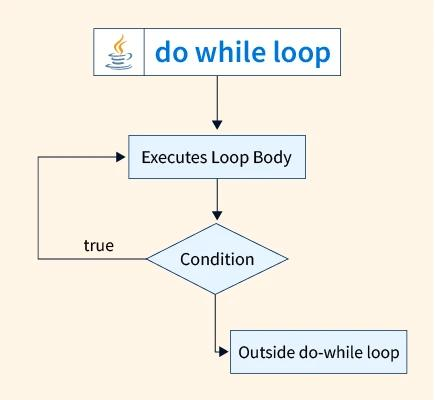 do while loop
Executes Loop Body
true
Condition
Outside do-while loop